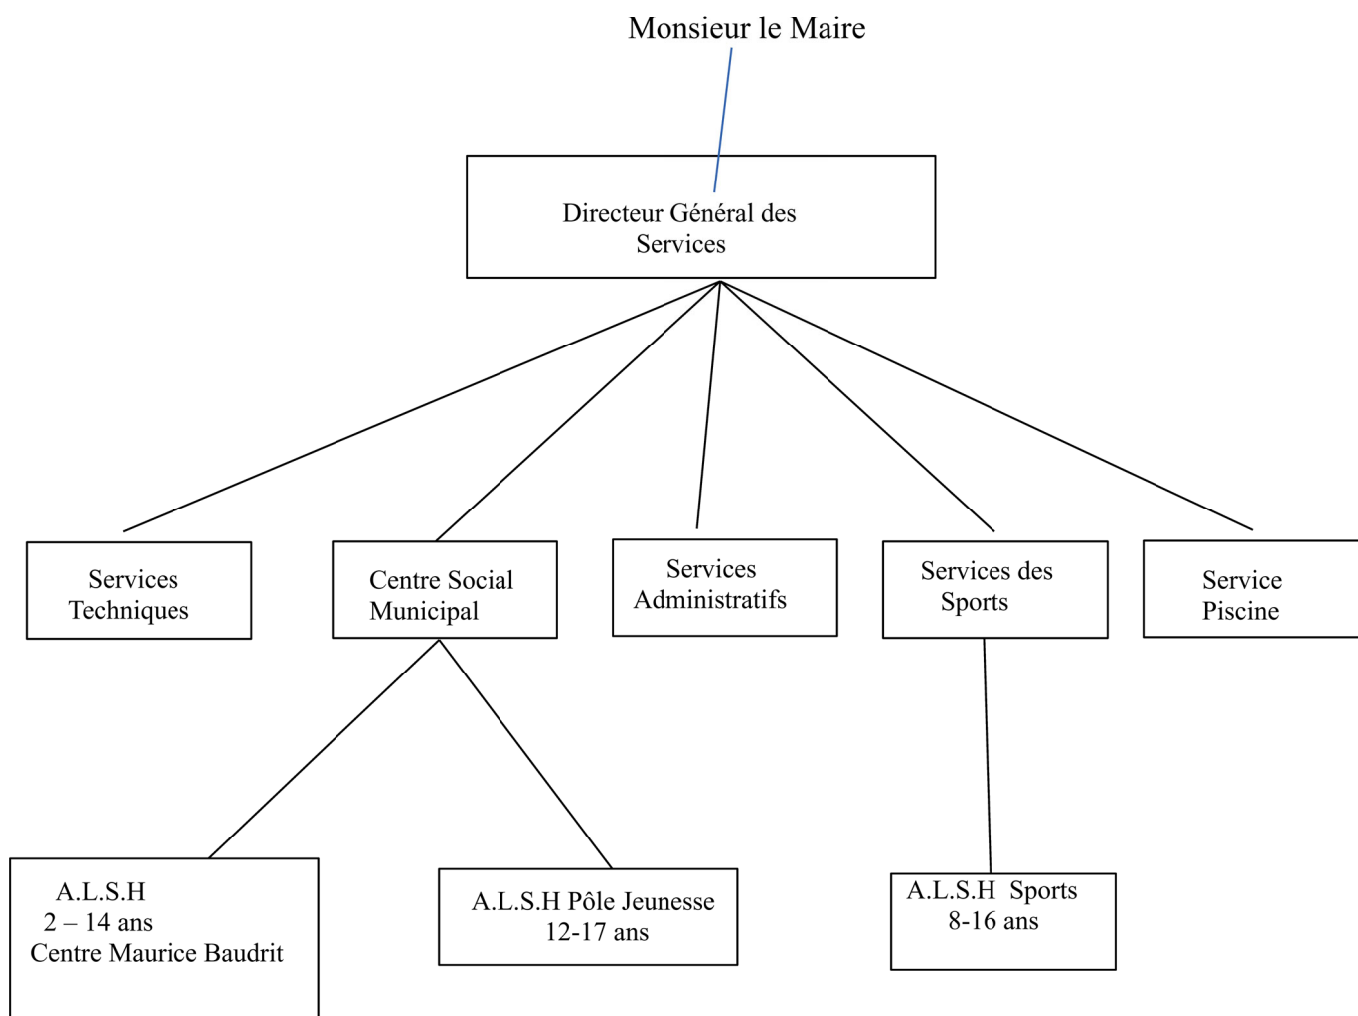 Monsieur le Maire
Directeur Général des
Services
Services
Techniques
Centre Social
Municipal
Services
Administratifs
Services des
Sports
Service
Piscine
A.L.S.H
2 – 14 ans
Centre Maurice Baudrit
A.L.S.H Pôle Jeunesse
12-17 ans
A.L.S.H  Sports
8-16 ans